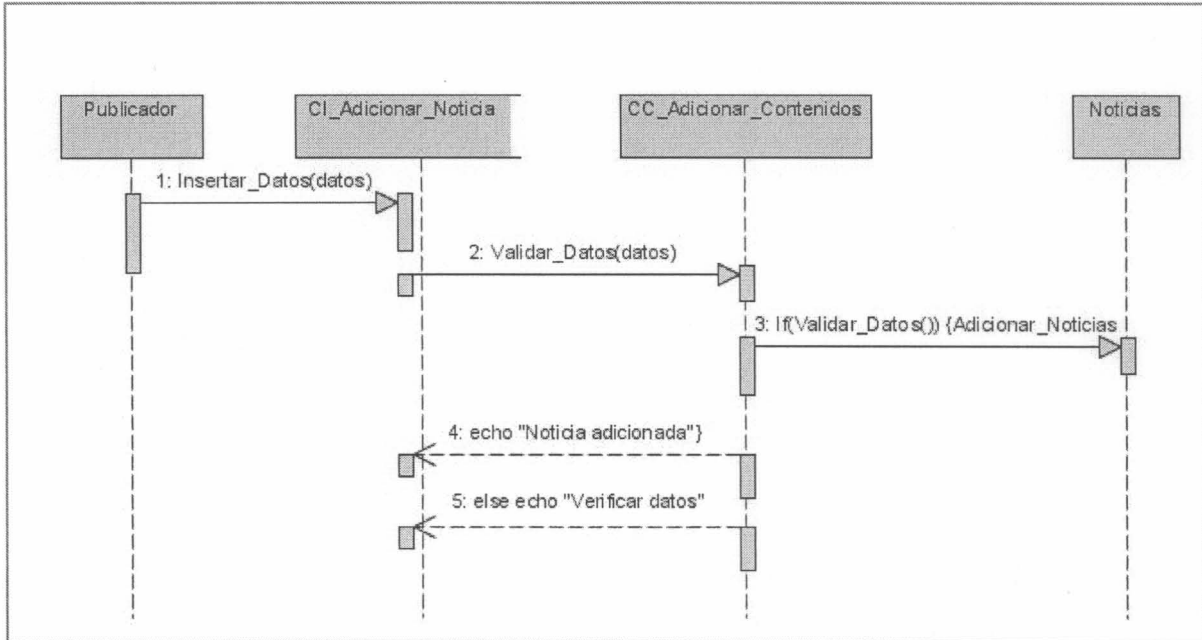 Publicador
CI_Adicionar_Noticia
CC_Adicionar_Contenidos
Noticias
1: Insertar_Datos(datos)
2: Validar_Datos(datos)
3: If(Validar_Datos()) {Adicionar_Noticias
4: echo "Noticia adicionada"}
5: else echo "Verificar datos"